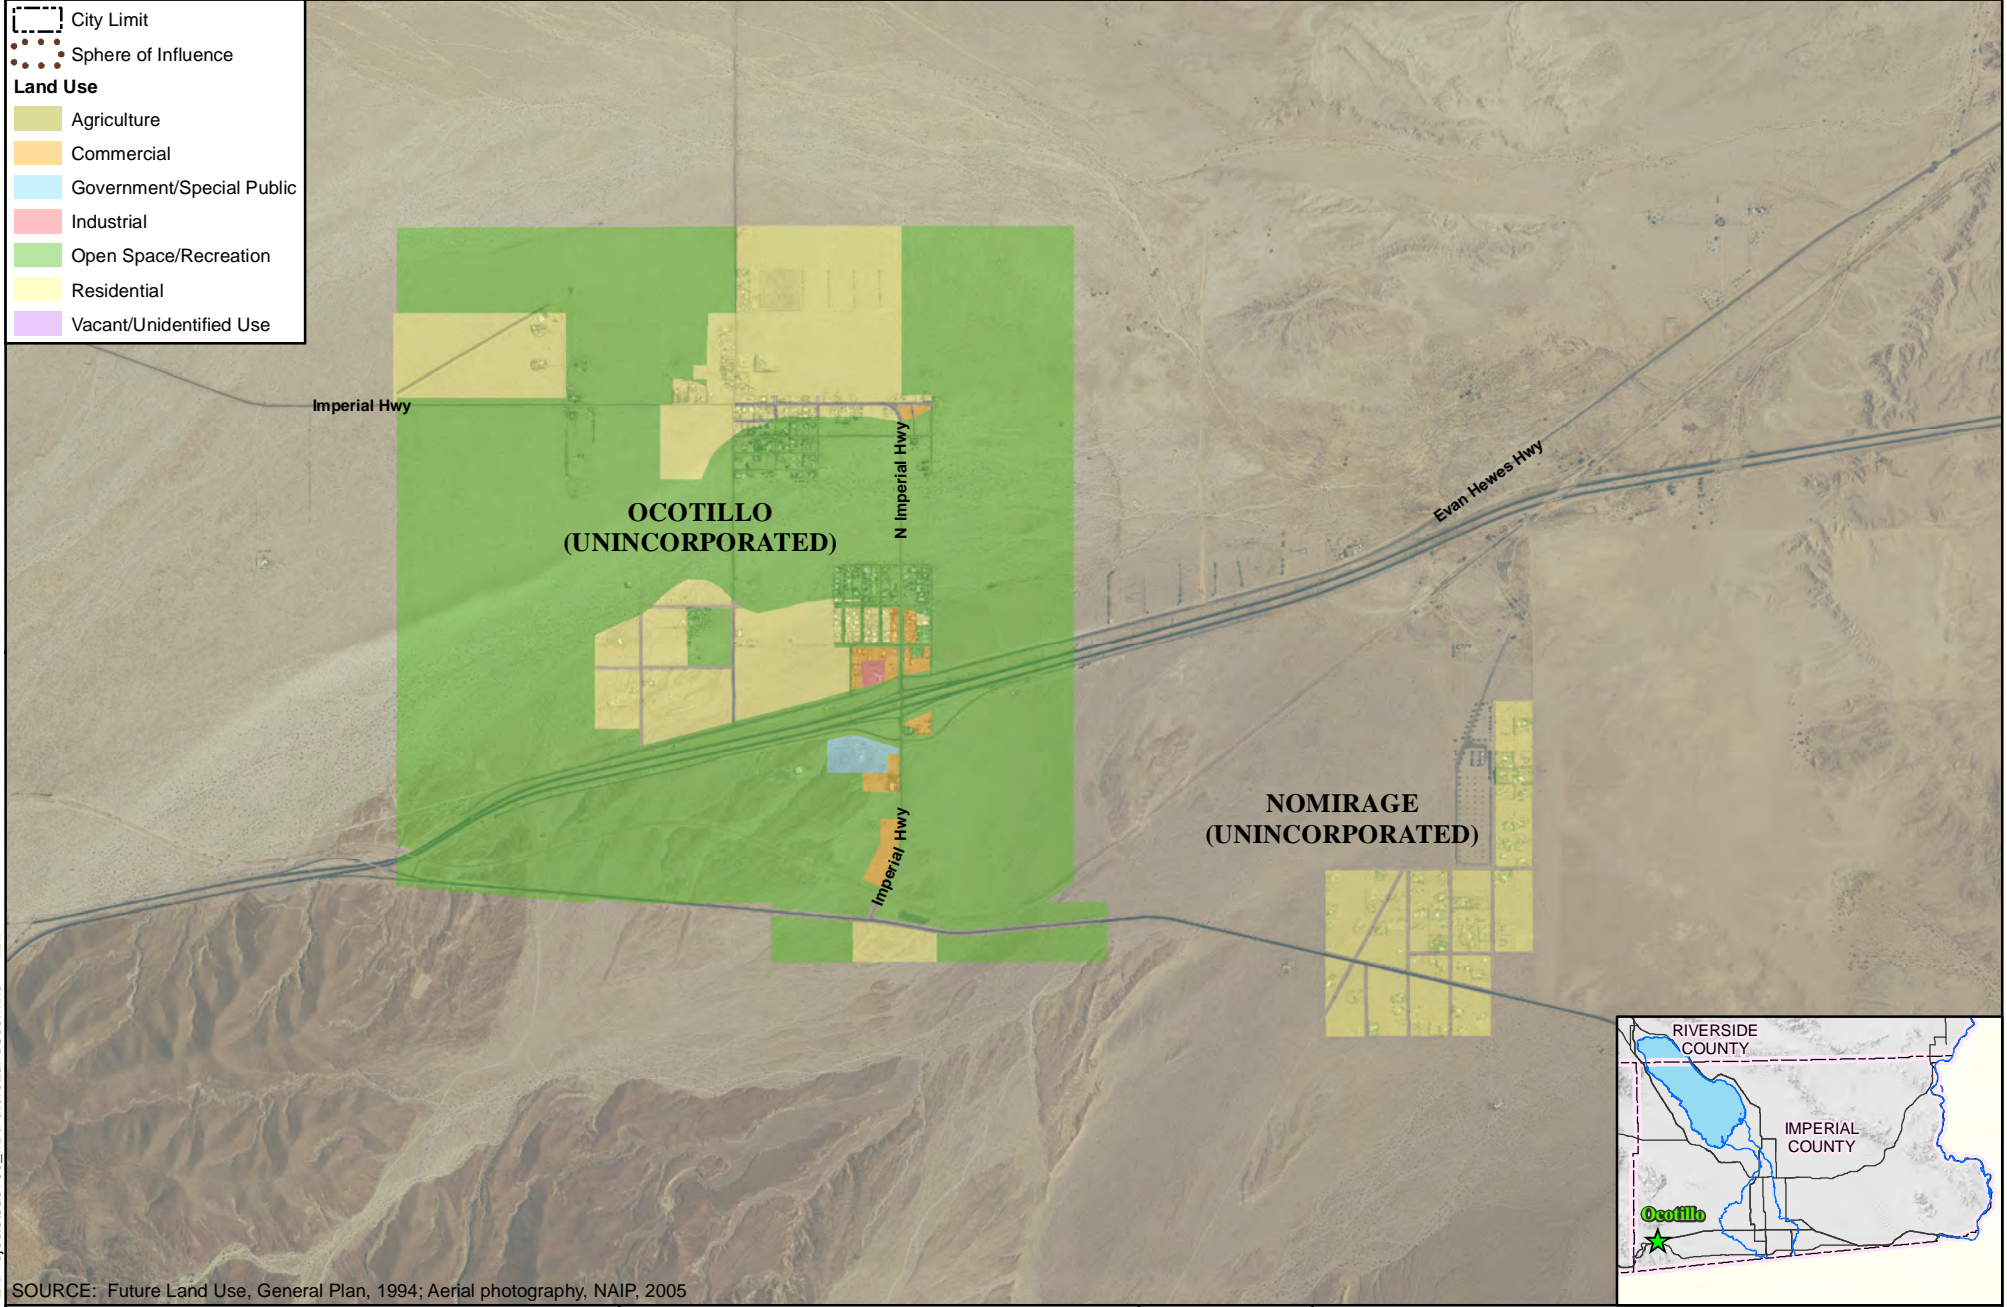 City Limit
Sphere of Influence
Land Use
Agriculture
Commercial
Government/Special Public
Industrial
Open Space/Recreation
Residential
Vacant/Unidentified Use
Imperial Hwy
N Imperial Hwy
Evan Hewes Hwy
OCOTILLO
(UNINCORPORATED)
NOMIRAGE
(UNINCORPORATED)
Imperial Hwy
RIVERSIDE
COUNTY
IMPERIAL
COUNTY
Ocotillo
SOURCE: Future Land Use, General Plan, 1994; Aerial photography, NAIP, 2005